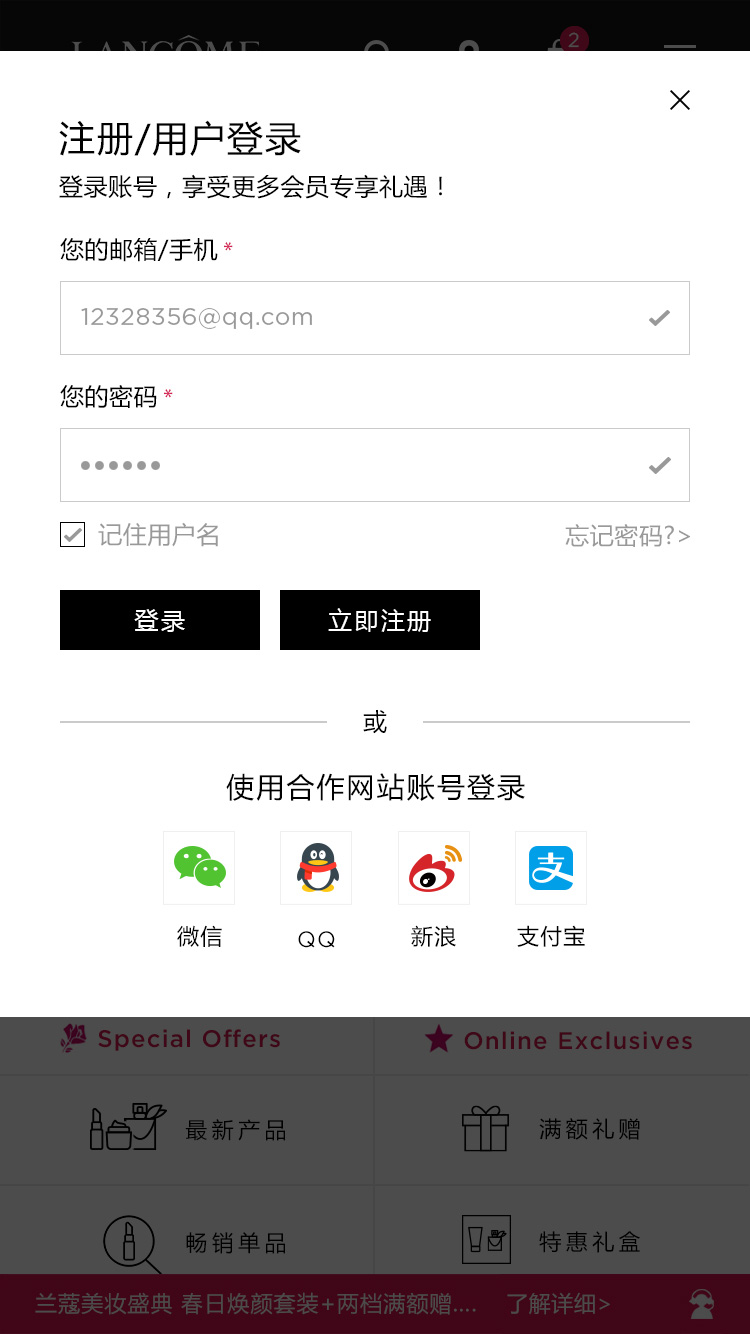 LANCÔME
2
注册/用户登录
登录账号，享受更多会员专享礼遇！
您的邮箱/手机 *
12328356@qq.com
您的密码 *
••••••
记住用户名 忘记密码?>
登录 立即注册
或
使用合作网站账号登录
微信 QQ 新浪 支付宝
Special Offers Online Exclusives
最新产品 满额礼赠
畅销单品 特惠礼盒
兰蔻美妆盛典 春日焕颜套装+两档满额赠.... 了解详细>